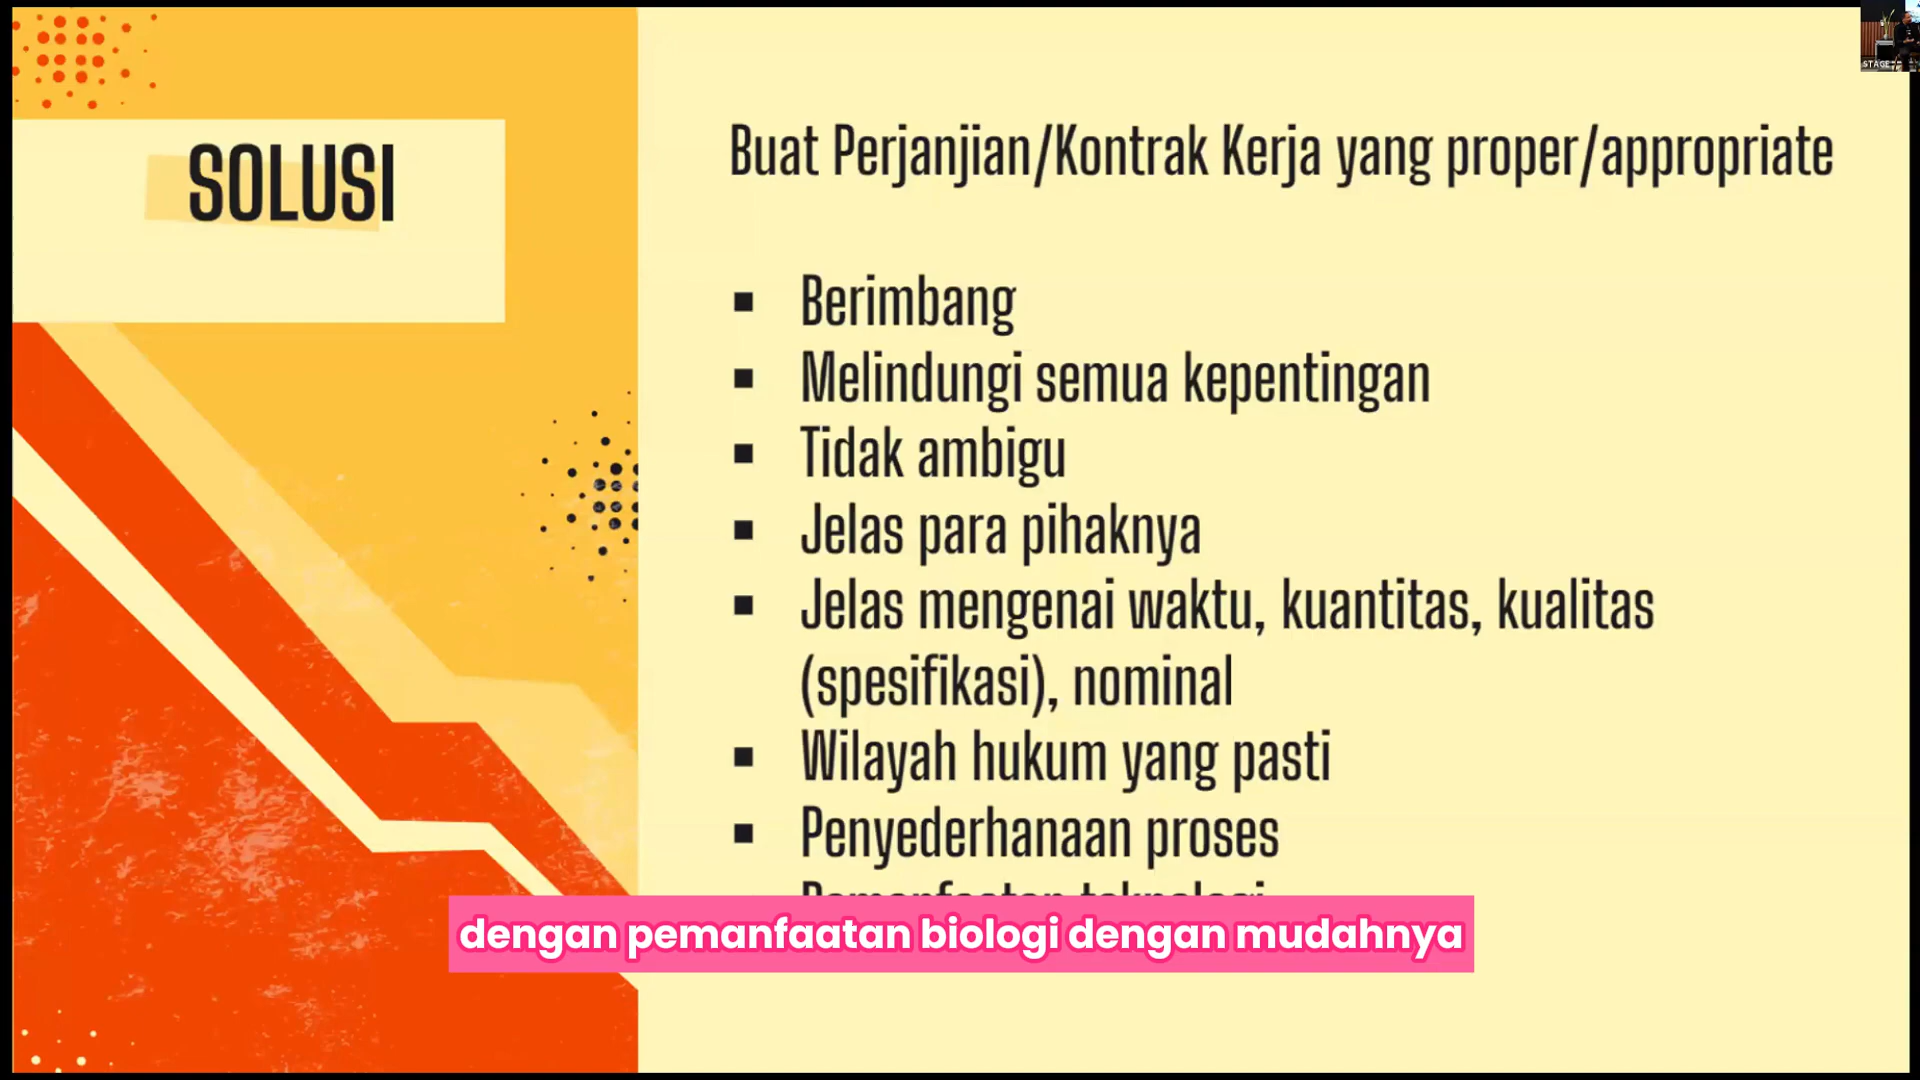 STAGE
SOLUSI
Buat Perjanjian/Kontrak Kerja yang proper/appropriate
▪ Berimbang
▪ Melindungi semua kepentingan
▪ Tidak ambigu
▪ Jelas para pihaknya
▪ Jelas mengenai waktu, kuantitas, kualitas
(spesifikasi), nominal
▪ Wilayah hukum yang pasti
▪ Penyederhanaan proses
dengan pemanfaatan biologi dengan mudahnya